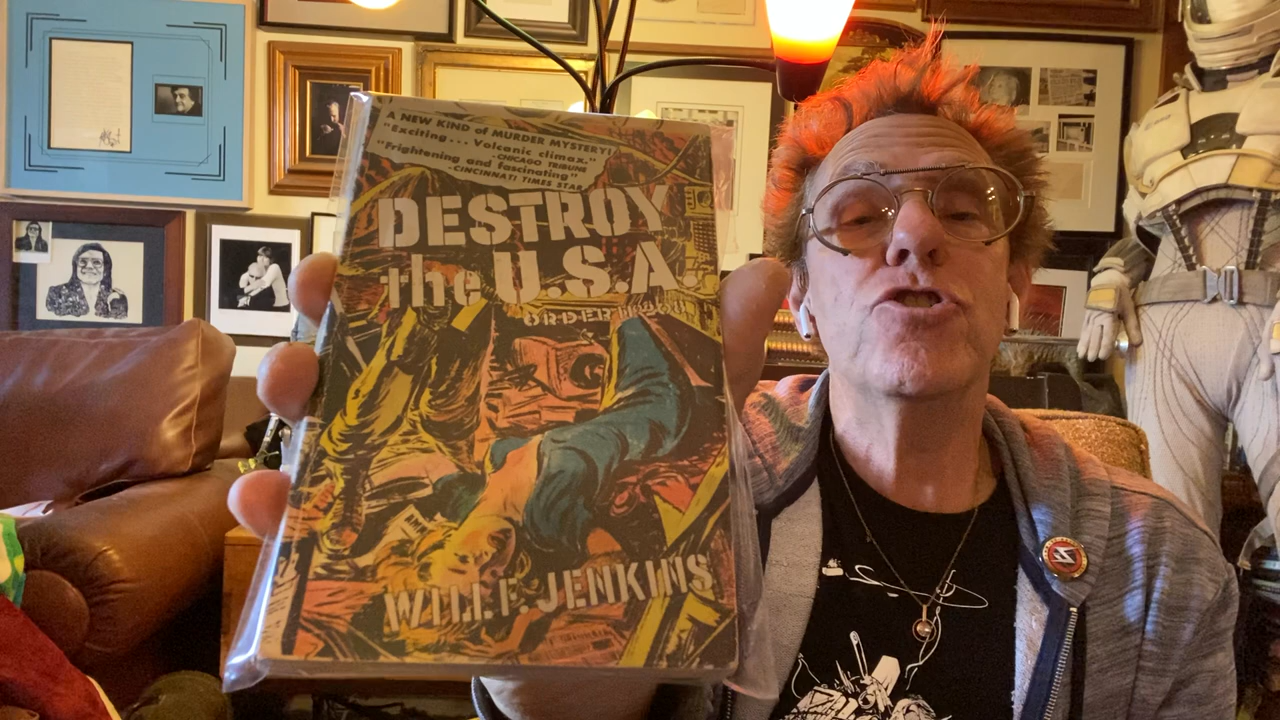 A NEW KIND of MURDER MYSTERY!
"Exciting... Volcanic climax."
-CHICAGO TRIBUNE
"Frightening and fascinating"
-CINCINNATI TIMES STAR
DESTROY
the U.S.A.
WILL F. JENKINS